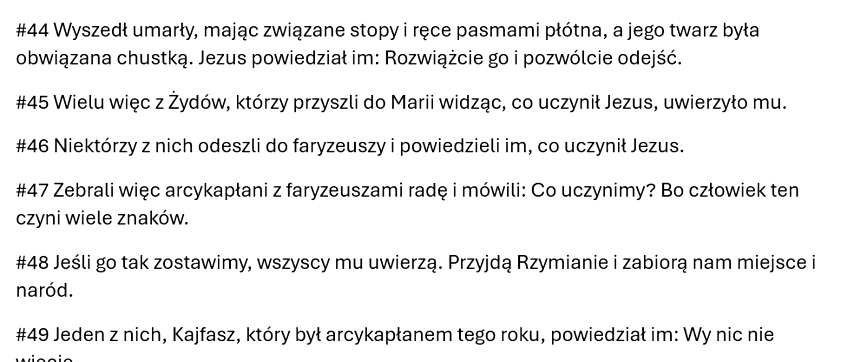 #44 Wyszedł umarły, mając związane stopy i ręce pasmami płótna, a jego twarz była
obwiązana chustką. Jezus powiedział im: Rozwiążcie go i pozwólcie odejść.
#45 Wielu więc z Żydów, którzy przyszli do Marii widząc, co uczynił Jezus, uwierzyło mu.
#46 Niektórzy z nich odeszli do faryzeuszy i powiedzieli im, co uczynił Jezus.
#47 Zebrali więc arcykapłani z faryzeuszami radę i mówili: Co uczynimy? Bo człowiek ten
czyni wiele znaków.
#48 Jeśli go tak zostawimy, wszyscy mu uwierzą. Przyjdą Rzymianie i zabiorą nam miejsce i
naród.
#49 Jeden z nich, Kajfasz, który był arcykapłanem tego roku, powiedział im: Wy nic nie